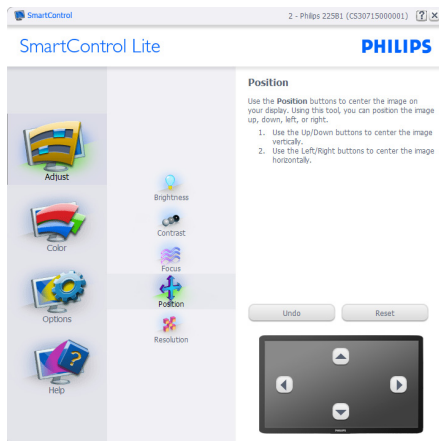 SmartControl
2 - Philips 225B1 (CS30715000001)
SmartControl Lite
PHILIPS
Position
Use the Position buttons to center the image on
your display. Using this tool, you can position the image
up, down, left, or right.
1. Use the Up/Down buttons to center the image
vertically.
2. Use the Left/Right buttons to center the image
horizontally.
Adjust
Color
Options
Help
Brightness
Contrast
Focus
Position
Resolution
Undo
Reset
PHILIPS